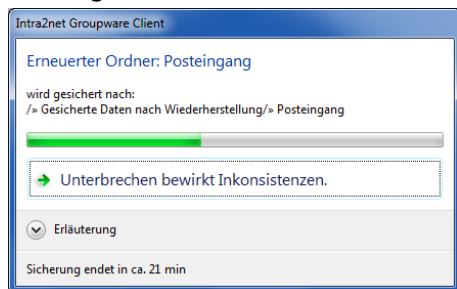 Intra2net Groupware Client
Erneuerter Ordner: Posteingang
wird gesichert nach:
/» Gesicherte Daten nach Wiederherstellung/» Posteingang
Unterbrechen bewirkt Inkonsistenzen.
Erläuterung
Sicherung endet in ca. 21 min